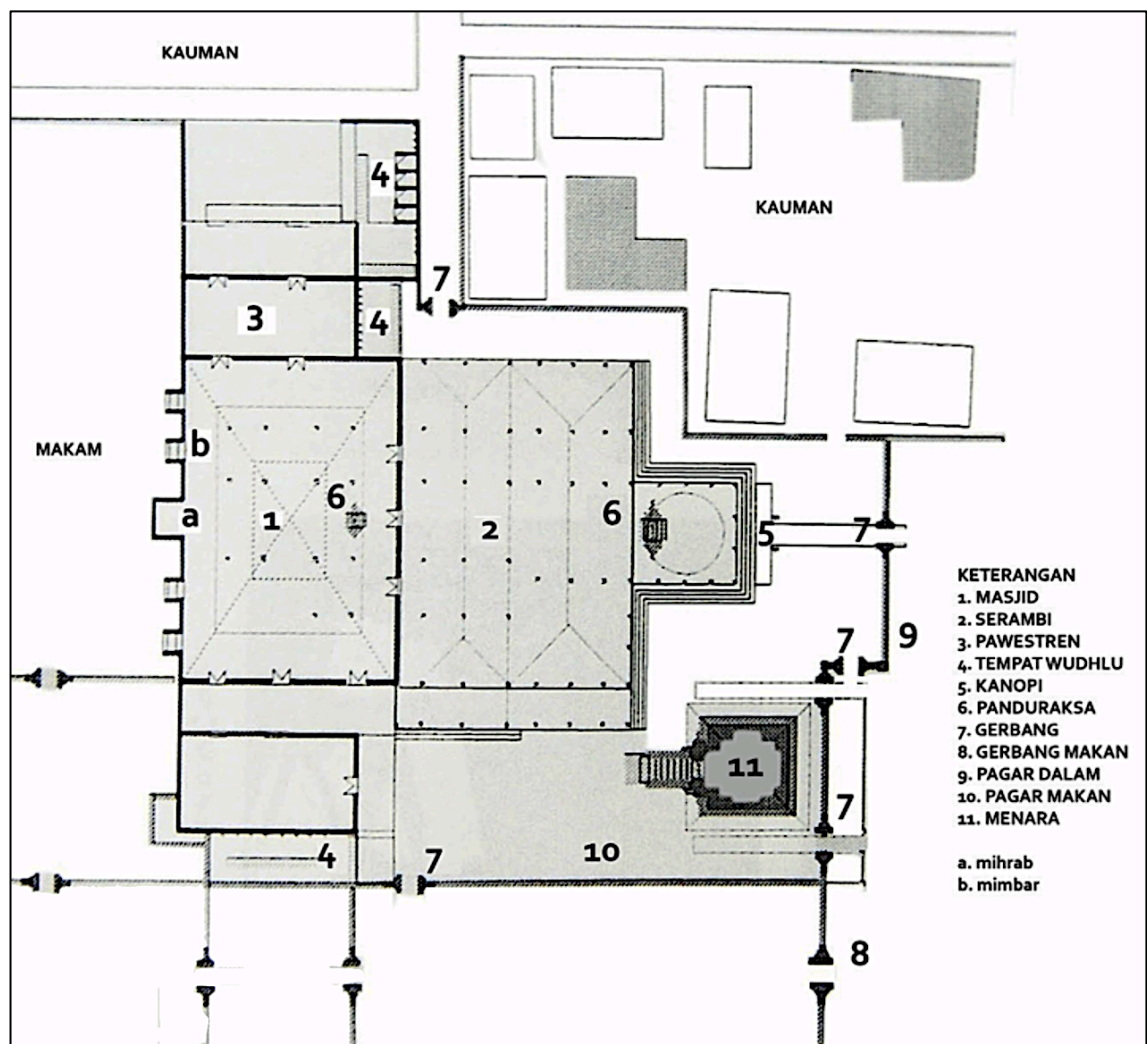 KAUMAN
4
KAUMAN
7
3
4
MAKAM
b
a
1
6
2
6
5
7
KETERANGAN
1. MASJID
2. SERAMBI
3. PAWESTREN
4. TEMPAT WUDHLU
5. KANOPI
6. PANDURAKSA
7. GERBANG
8. GERBANG MAKAN
9. PAGAR DALAM
10. PAGAR MAKAN
11. MENARA
a. mihrab
b. mimbar
7
9
11
7
4
7
10
8